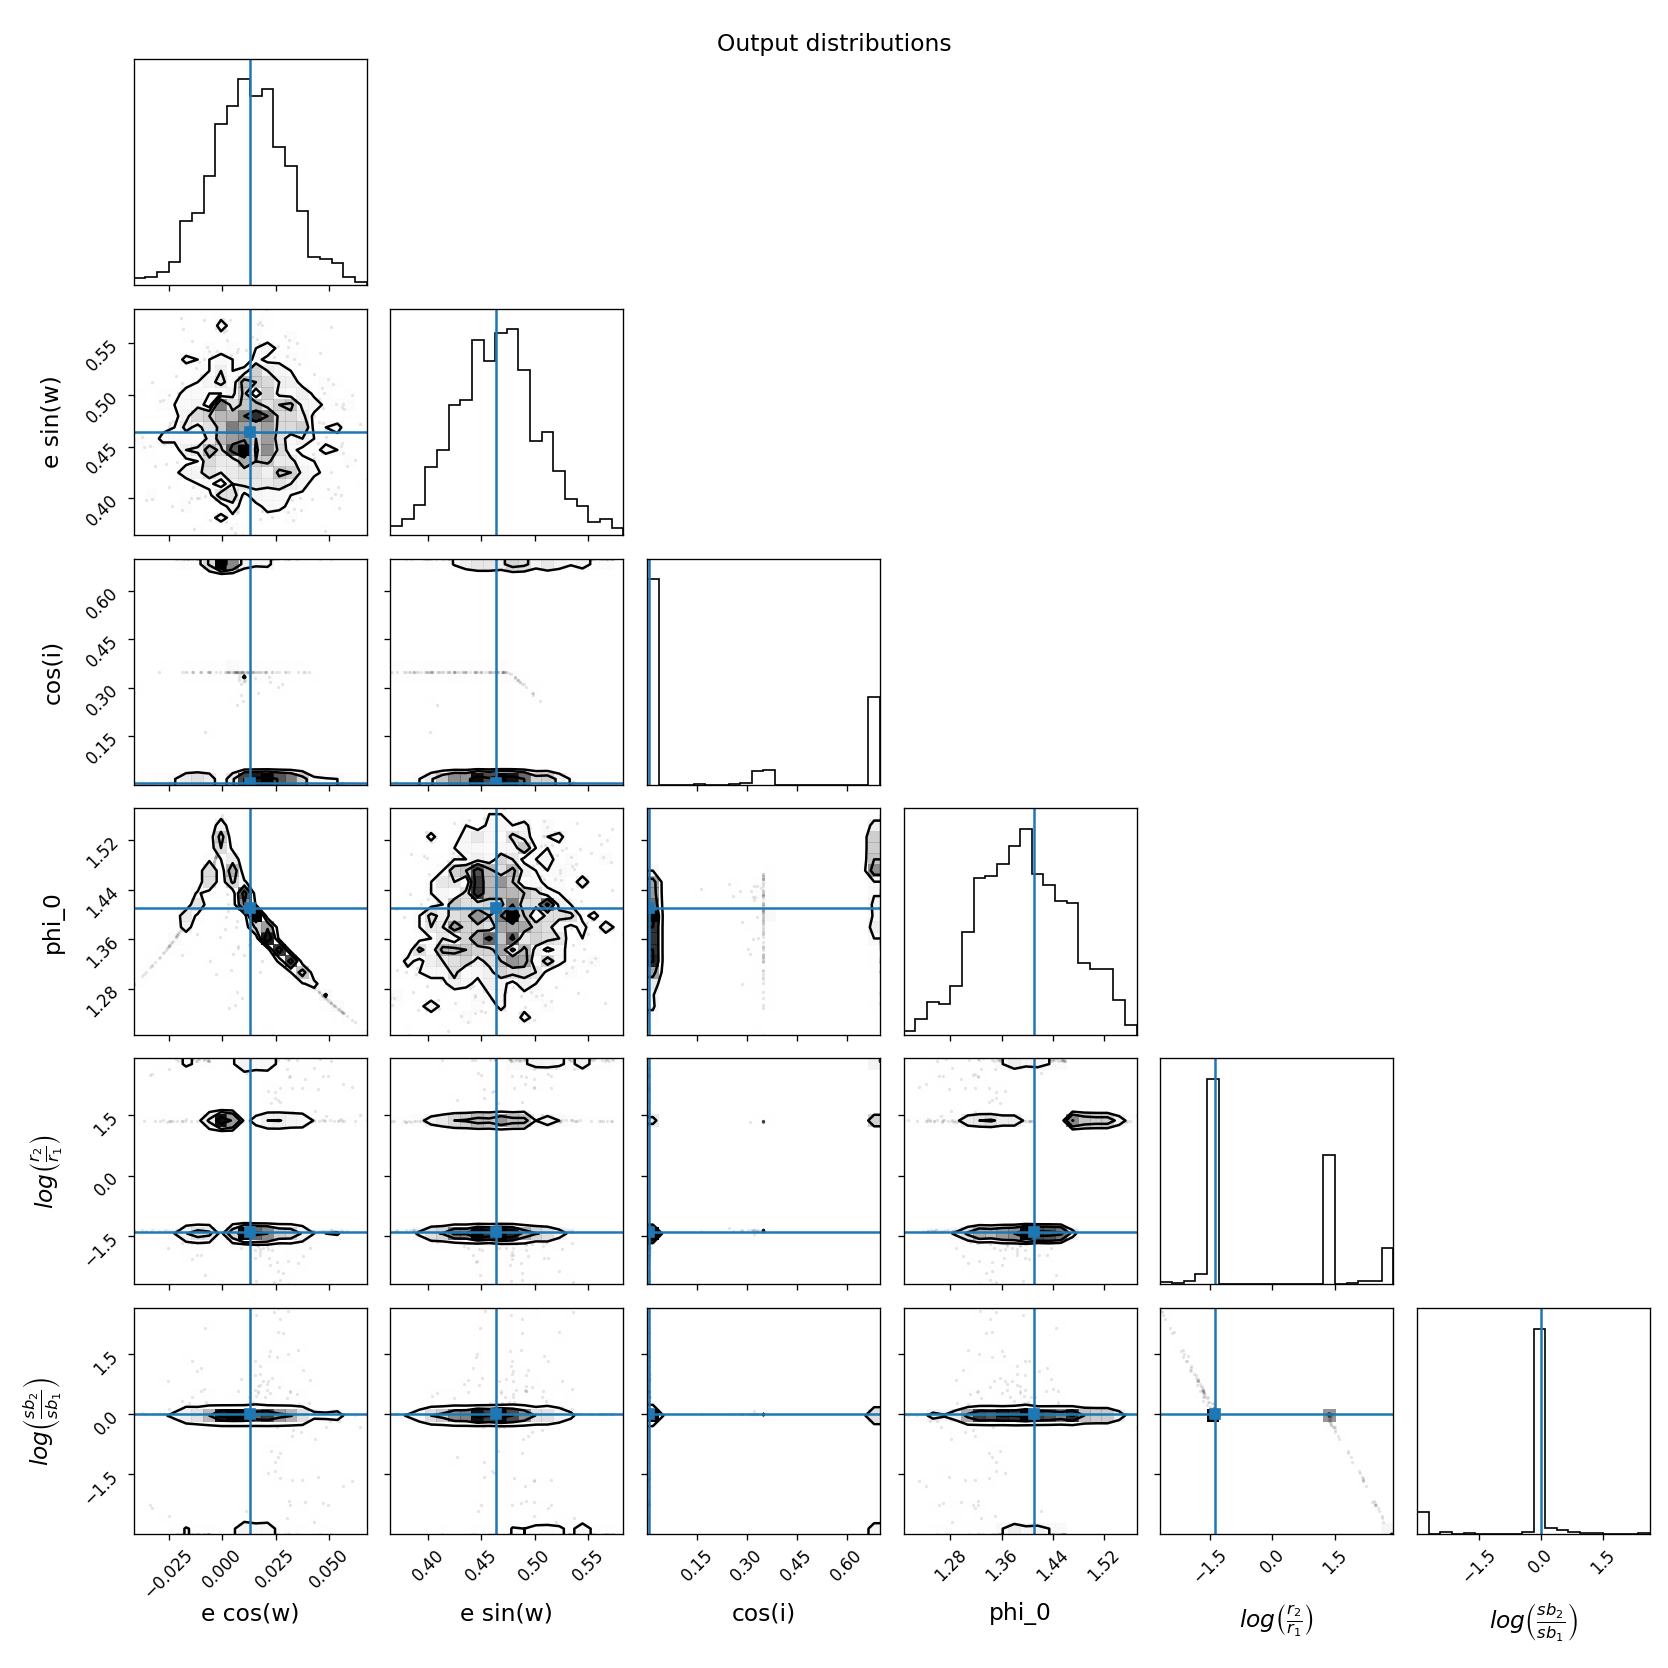 Output distributions
e sin(w)
0.55
0.50
0.45
0.40
cos(i)
0.60
0.45
0.30
0.15
phi_0
1.52
1.44
1.36
1.28
log(r₂/r₁)
1.5
0.0
−1.5
log(sb₂/sb₁)
1.5
0.0
−1.5
−0.025 0.000 0.025 0.050 0.40 0.45 0.50 0.55 0.15 0.30 0.45 0.60 1.28 1.36 1.44 1.52 −1.5 0.0 1.5 −1.5 0.0 1.5
e cos(w) e sin(w) cos(i) phi_0 log(r₂/r₁) log(sb₂/sb₁)